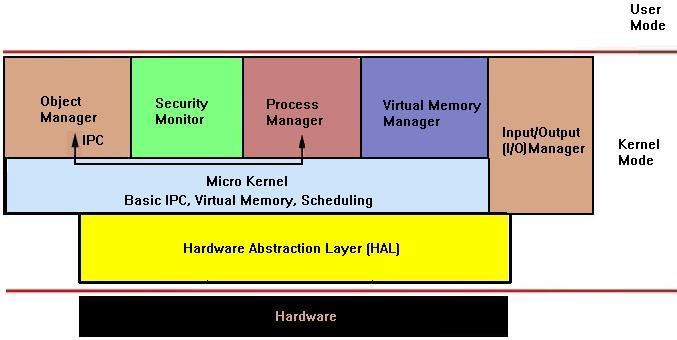 User
Mode
Object
Manager
Security
Monitor
Process
Manager
Virtual Memory
Manager
Input/Output
(I/O)Manager
Kernel
Mode
IPC
Micro Kernel
Basic IPC, Virtual Memory, Scheduling
Hardware Abstraction Layer (HAL)
Hardware